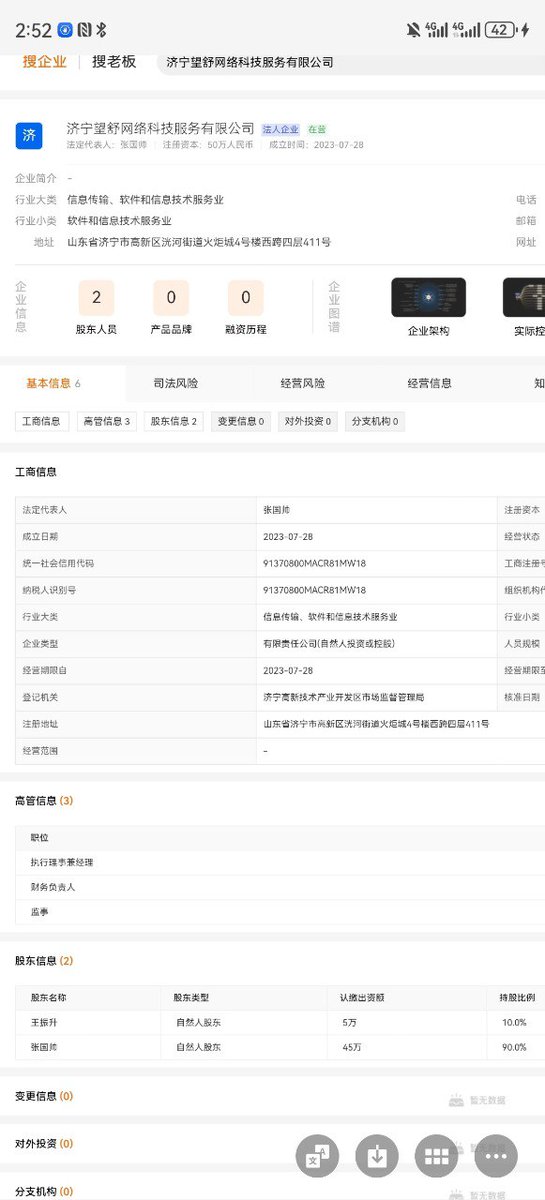 2:52 4G 4G 42
搜企业 搜老板 济宁望舒网络科技服务有限公司
济 济宁望舒网络科技服务有限公司 法人企业 在营
法定代表人：张国帅 注册资本：50万人民币 成立时间：2023-07-28
企业简介 -
行业大类 信息传输、软件和信息技术服务业 电话
行业小类 软件和信息技术服务业 邮箱
地址 山东省济宁市高新区洸河街道火炬城4号楼西跨四层411号 网址
企业信息 2 0 0 企业图谱
股东人员 产品品牌 融资历程 企业架构 实际控
基本信息 6 司法风险 经营风险 经营信息 知
工商信息 高管信息 3 股东信息 2 变更信息 0 对外投资 0 分支机构 0
工商信息
法定代表人 张国帅 注册资本
成立日期 2023-07-28 经营状态
统一社会信用代码 91370800MACR81MW18 工商注册号
纳税人识别号 91370800MACR81MW18 组织机构代
行业大类 信息传输、软件和信息技术服务业 行业小类
企业类型 有限责任公司(自然人投资或控股) 人员规模
经营期限自 2023-07-28 经营期限至
登记机关 济宁高新技术产业开发区市场监督管理局 核准日期
注册地址 山东省济宁市高新区洸河街道火炬城4号楼西跨四层411号
经营范围 -
高管信息 (3)
职位
执行理事兼经理
财务负责人
监事
股东信息 (2)
股东名称 股东类型 认缴出资额 持股比例
王振升 自然人股东 5万 10.0%
张国帅 自然人股东 45万 90.0%
变更信息 (0) 暂无数据
对外投资 (0) 暂无数据
分支机构 (0) 暂无数据